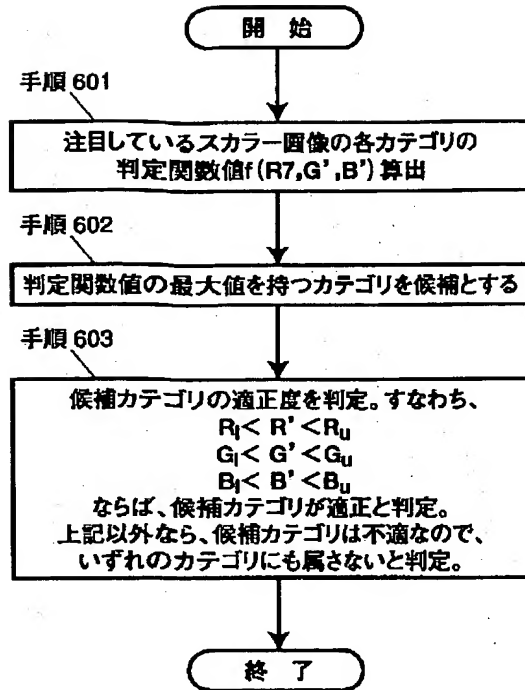 開始
手順 601
注目しているスカラー画像の各カテゴリの
判定関数値f(R7,G',B')算出
手順 602
判定関数値の最大値を持つカテゴリを候補とする
手順 603
候補カテゴリの適正度を判定。すなわち、
Rl< R' <Ru
Gl< G' <Gu
Bl< B' <Bu
ならば、候補カテゴリが適正と判定。
上記以外なら、候補カテゴリは不適なので、
いずれのカテゴリにも属さないと判定。
終了